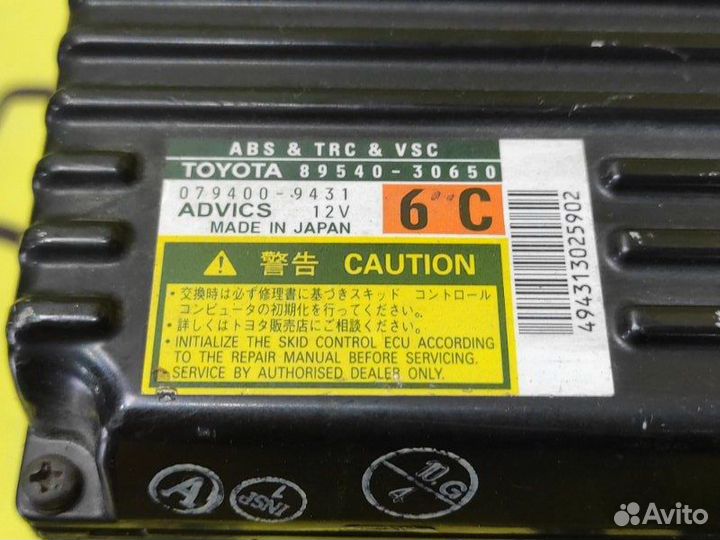 ABS & TRC & VSC
TOYOTA 89540-30650
079400-9431
ADVICS 12V
MADE IN JAPAN
6 C
494313025902
警告 CAUTION
・交換時は必ず修理書に基づきスキッド コントロール
コンピュータの初期化を行ってください。
・詳しくはトヨタ販売店にご相談ください。
・INITIALIZE THE SKID CONTROL ECU ACCORDING
TO THE REPAIR MANUAL BEFORE SERVICING.
SERVICE BY AUTHORISED DEALER ONLY.
A
INSP
7
10.G
4
Avito